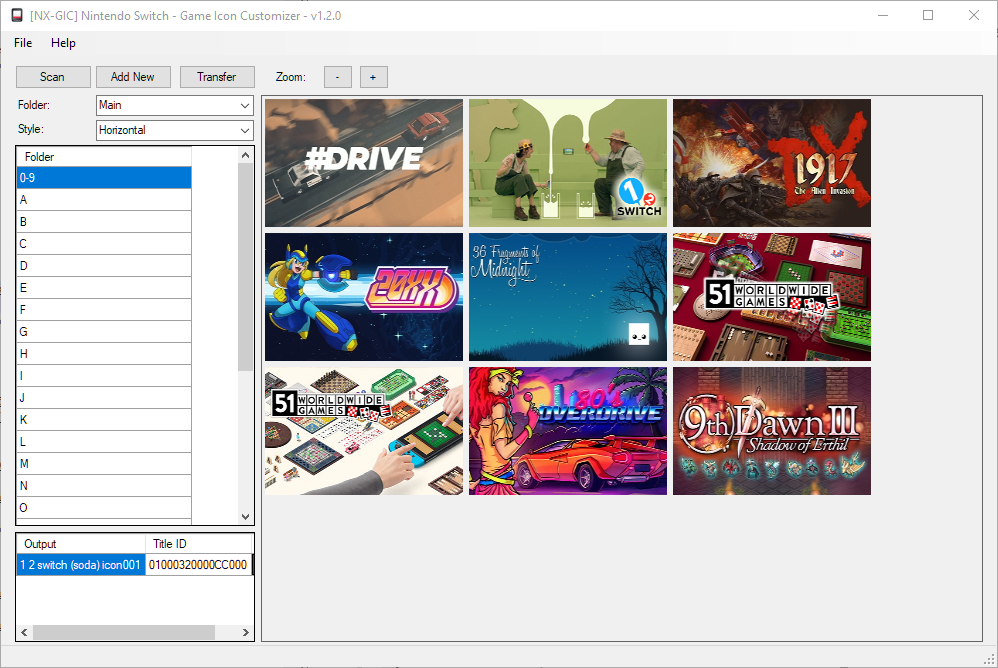 [NX-GIC] Nintendo Switch - Game Icon Customizer - v1.2.0
File Help
Scan Add New Transfer Zoom: - +
Folder: Main
Style: Horizontal
Folder
0-9
A
B
C
D
E
F
G
H
I
J
K
L
M
N
O
Output Title ID
1 2 switch (soda) icon001 01000320000CC000
#DRIVE
1 2
SWITCH
1917
The Alien Invasion
20XX
36 Fragments of
Midnight
51 WORLDWIDE
GAMES
51 WORLDWIDE
GAMES
80's
OVERDRIVE
9th Dawn III
Shadow of Erthil